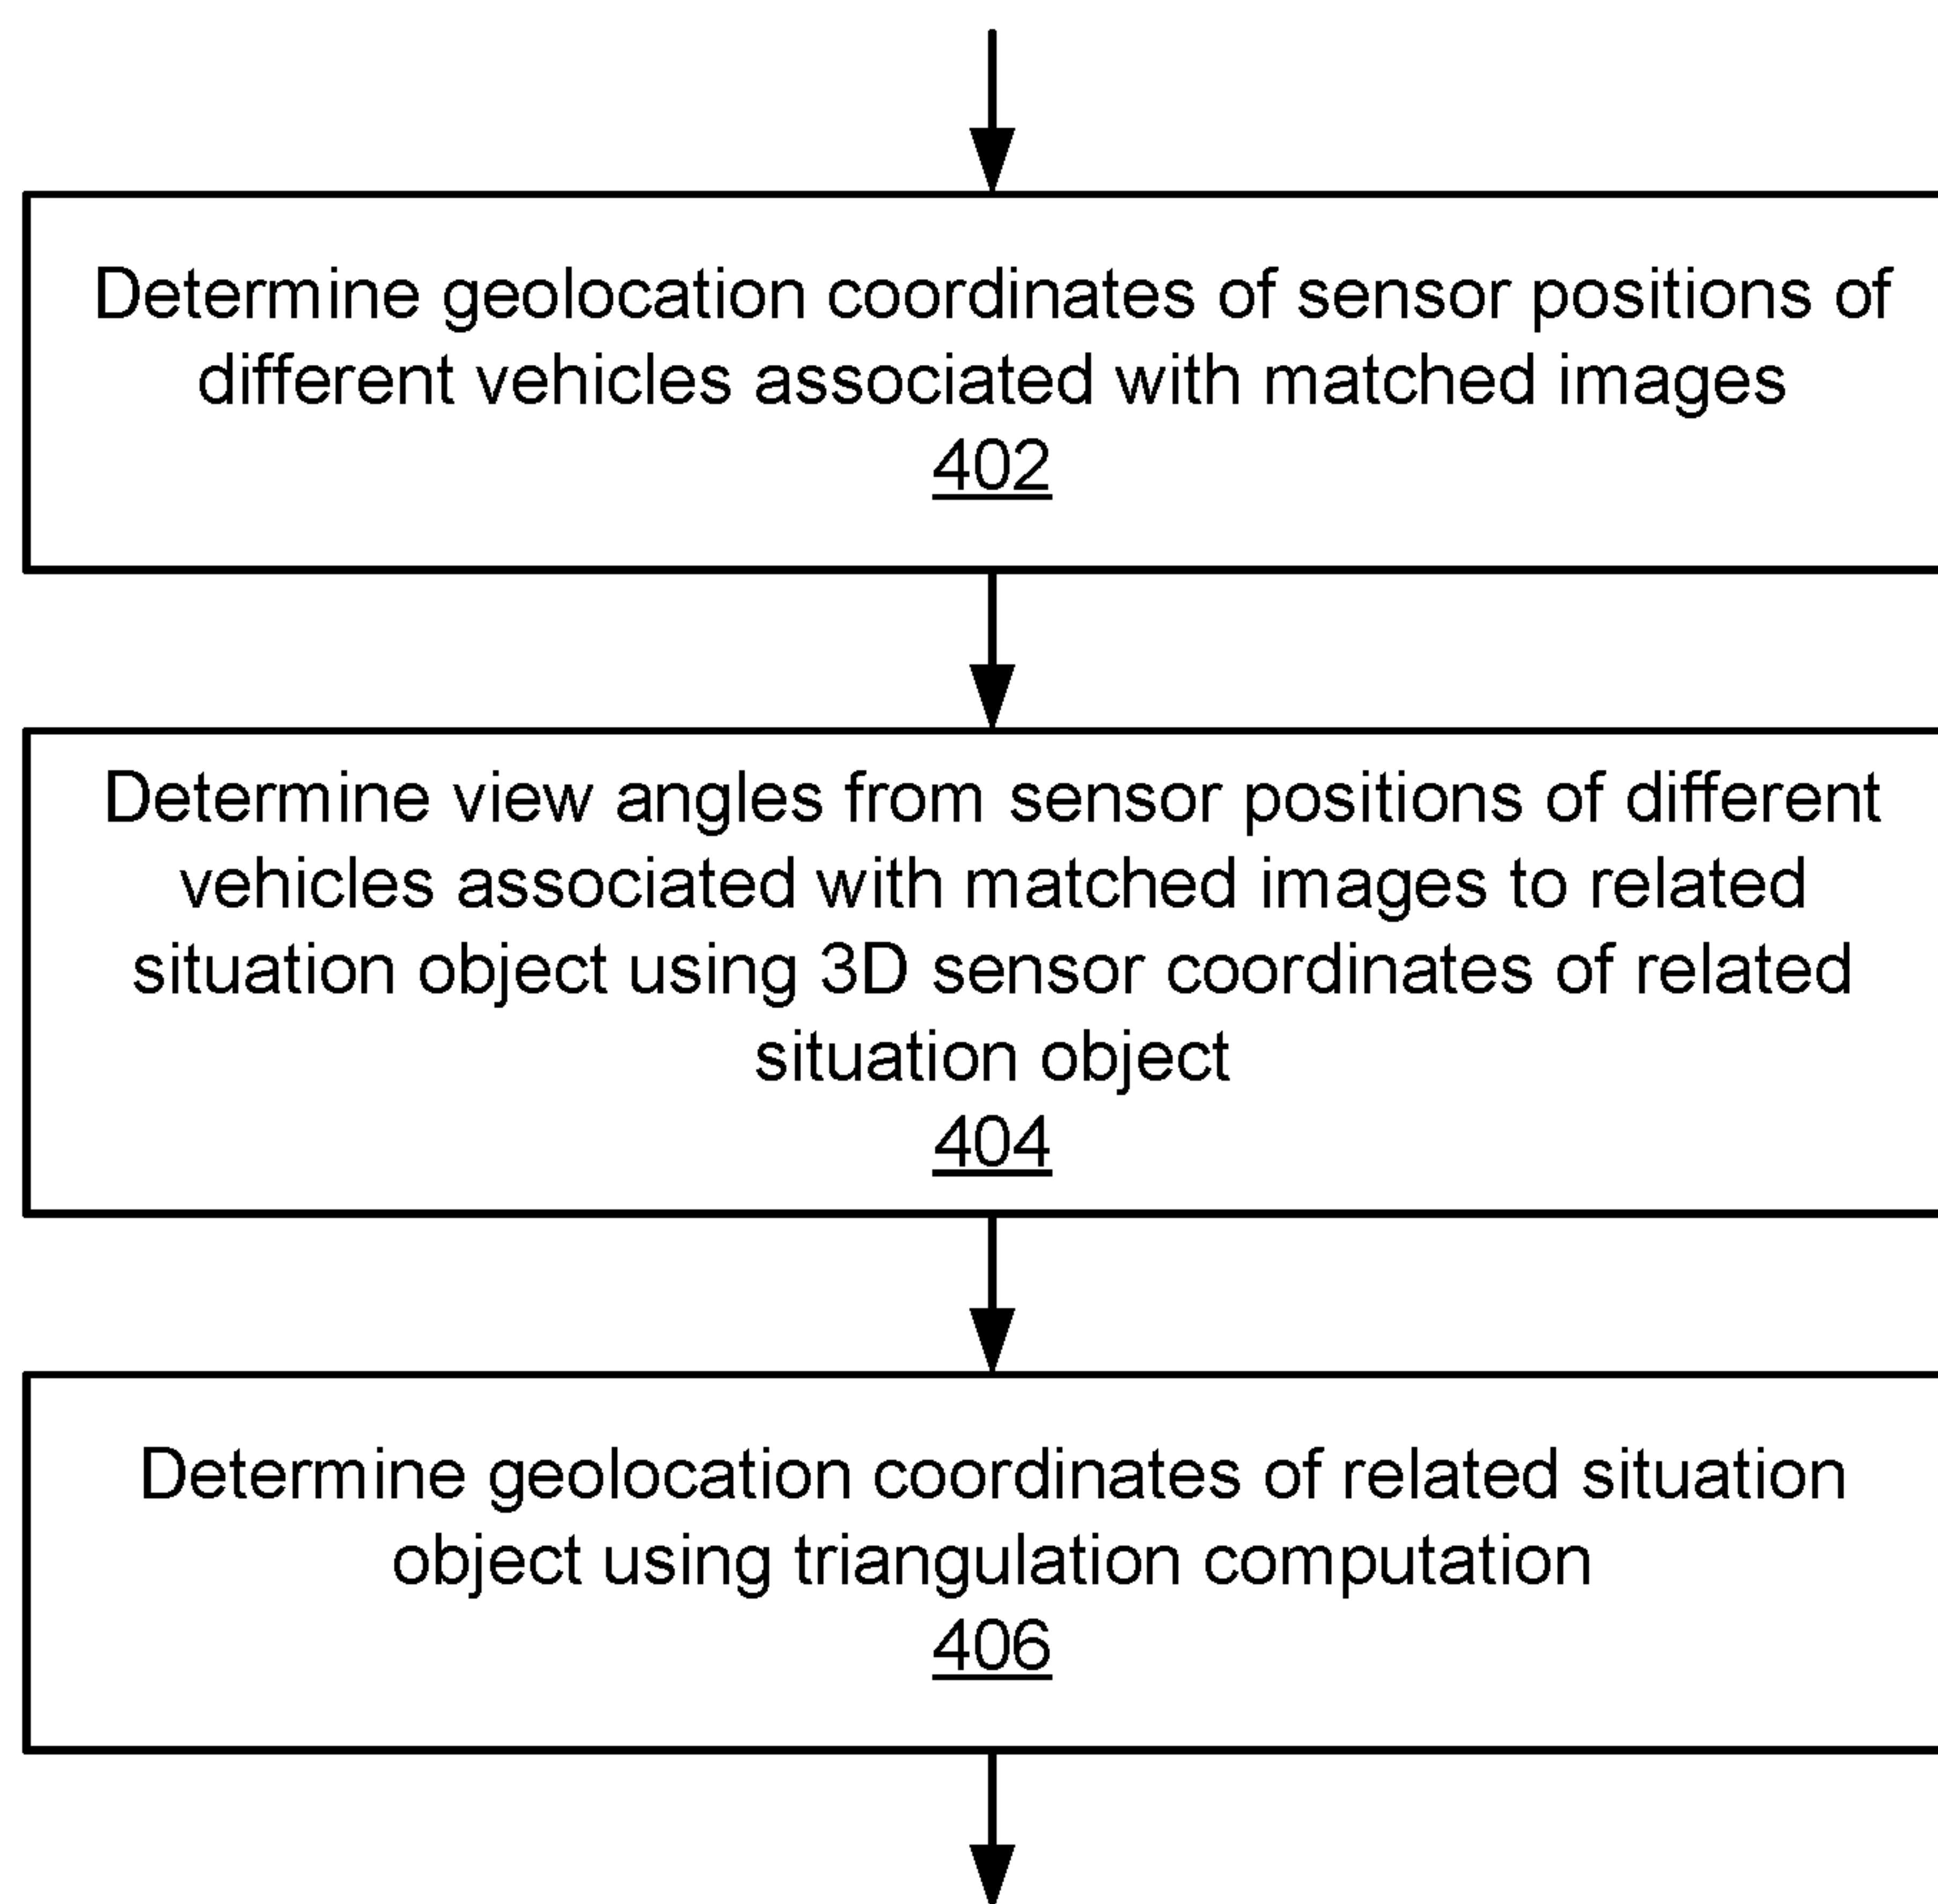 Determine geolocation coordinates of sensor positions of
different vehicles associated with matched images
402
Determine view angles from sensor positions of different
vehicles associated with matched images to related
situation object using 3D sensor coordinates of related
situation object
404
Determine geolocation coordinates of related situation
object using triangulation computation
406